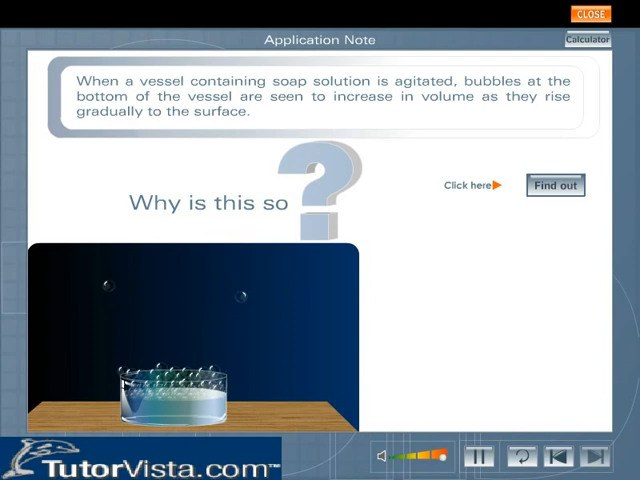 CLOSE
Application Note
Calculator
When a vessel containing soap solution is agitated, bubbles at the
bottom of the vessel are seen to increase in volume as they rise
gradually to the surface.
Click here
Find out
Why is this so ?
TutorVista.com™